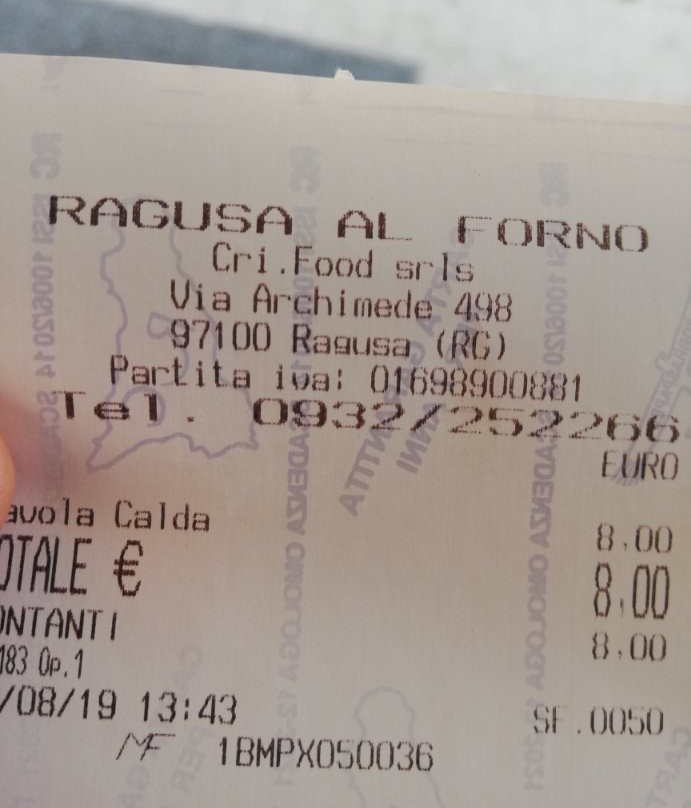 RAGUSA AL FORNO
Cri.Food srls
Via Archimede 498
97100 Ragusa (RG)
Partita iva: 01698900881
Tel. 0932/252266
EURO
avola Calda 8,00
OTALE € 8,00
ONTANTI 8,00
183 Op.1
/08/19 13:43 SF.0050
MF 1BMPX050036